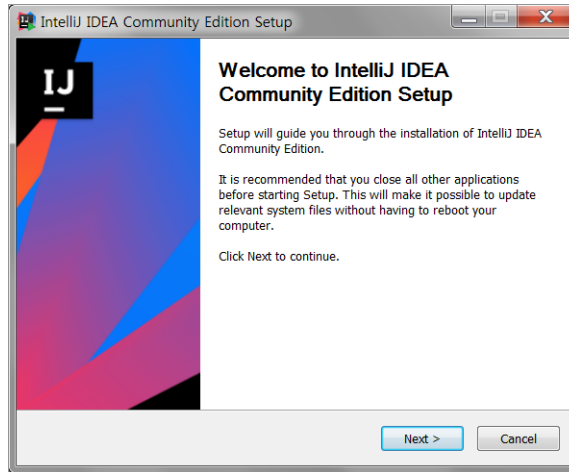 IntelliJ IDEA Community Edition Setup
IJ
Welcome to IntelliJ IDEA
Community Edition Setup
Setup will guide you through the installation of IntelliJ IDEA
Community Edition.
It is recommended that you close all other applications
before starting Setup. This will make it possible to update
relevant system files without having to reboot your
computer.
Click Next to continue.
Next >
Cancel